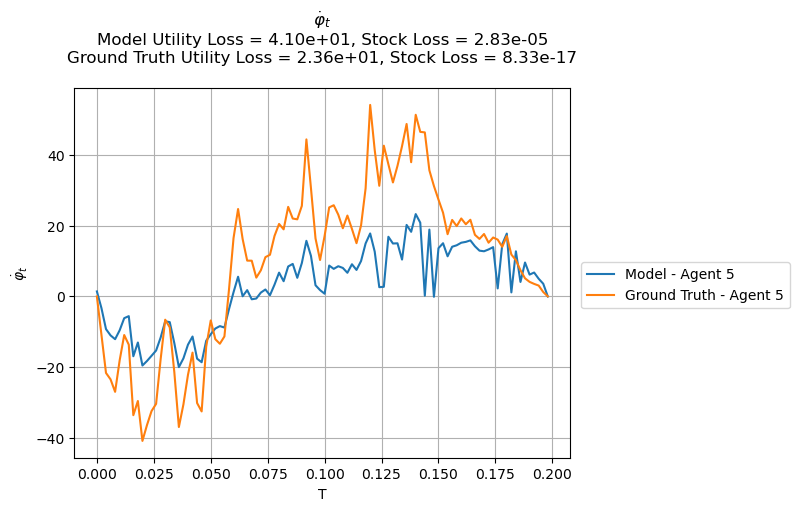 φ̇ₜ
Model Utility Loss = 4.10e+01, Stock Loss = 2.83e-05
Ground Truth Utility Loss = 2.36e+01, Stock Loss = 8.33e-17
φ̇ₜ
40
20
0
−20
−40
0.000 0.025 0.050 0.075 0.100 0.125 0.150 0.175 0.200
T
Model - Agent 5
Ground Truth - Agent 5